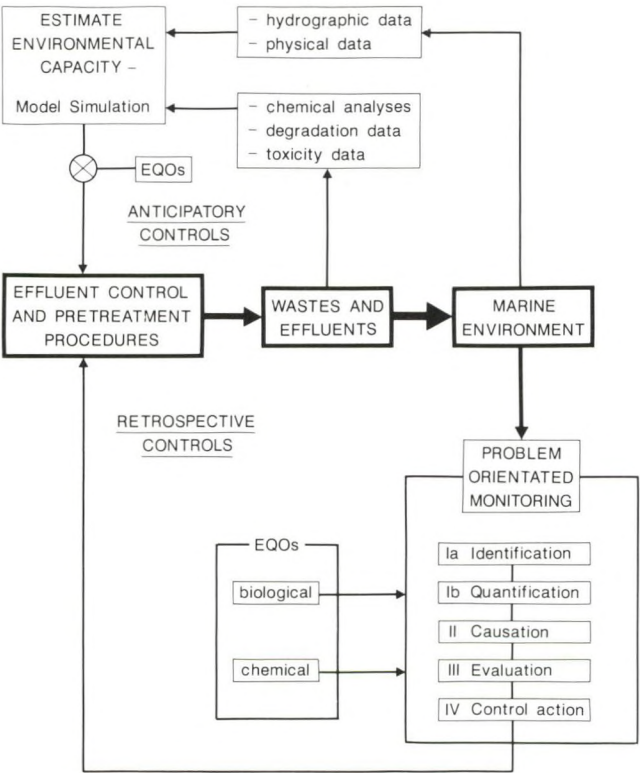 ESTIMATE
ENVIRONMENTAL
CAPACITY –
Model Simulation
– hydrographic data
– physical data
– chemical analyses
– degradation data
– toxicity data
EQOs
ANTICIPATORY
CONTROLS
EFFLUENT CONTROL
AND PRETREATMENT
PROCEDURES
WASTES AND
EFFLUENTS
MARINE
ENVIRONMENT
RETROSPECTIVE
CONTROLS
PROBLEM
ORIENTATED
MONITORING
EQOs
biological
chemical
Ia Identification
Ib Quantification
II Causation
III Evaluation
IV Control action